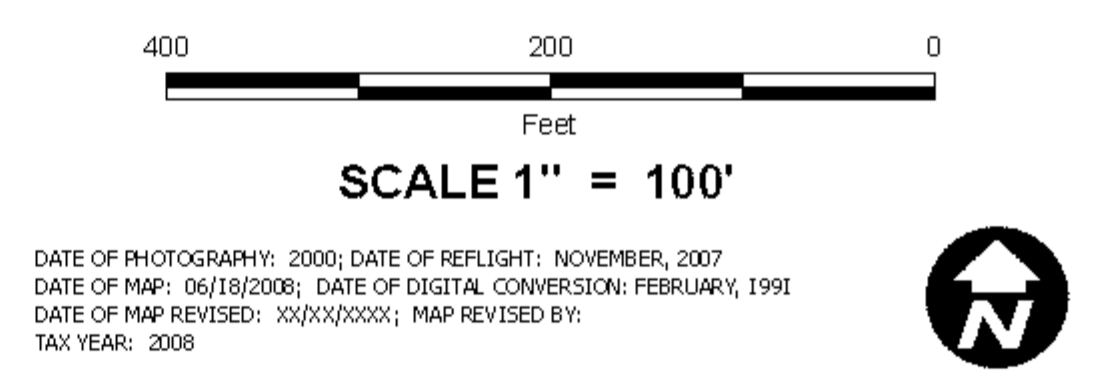 400 200 0
Feet
SCALE 1" = 100'
DATE OF PHOTOGRAPHY: 2000; DATE OF REFLIGHT: NOVEMBER, 2007
DATE OF MAP: 06/18/2008; DATE OF DIGITAL CONVERSION: FEBRUARY, 1991
DATE OF MAP REVISED: XX/XX/XXXX; MAP REVISED BY:
TAX YEAR: 2008
N